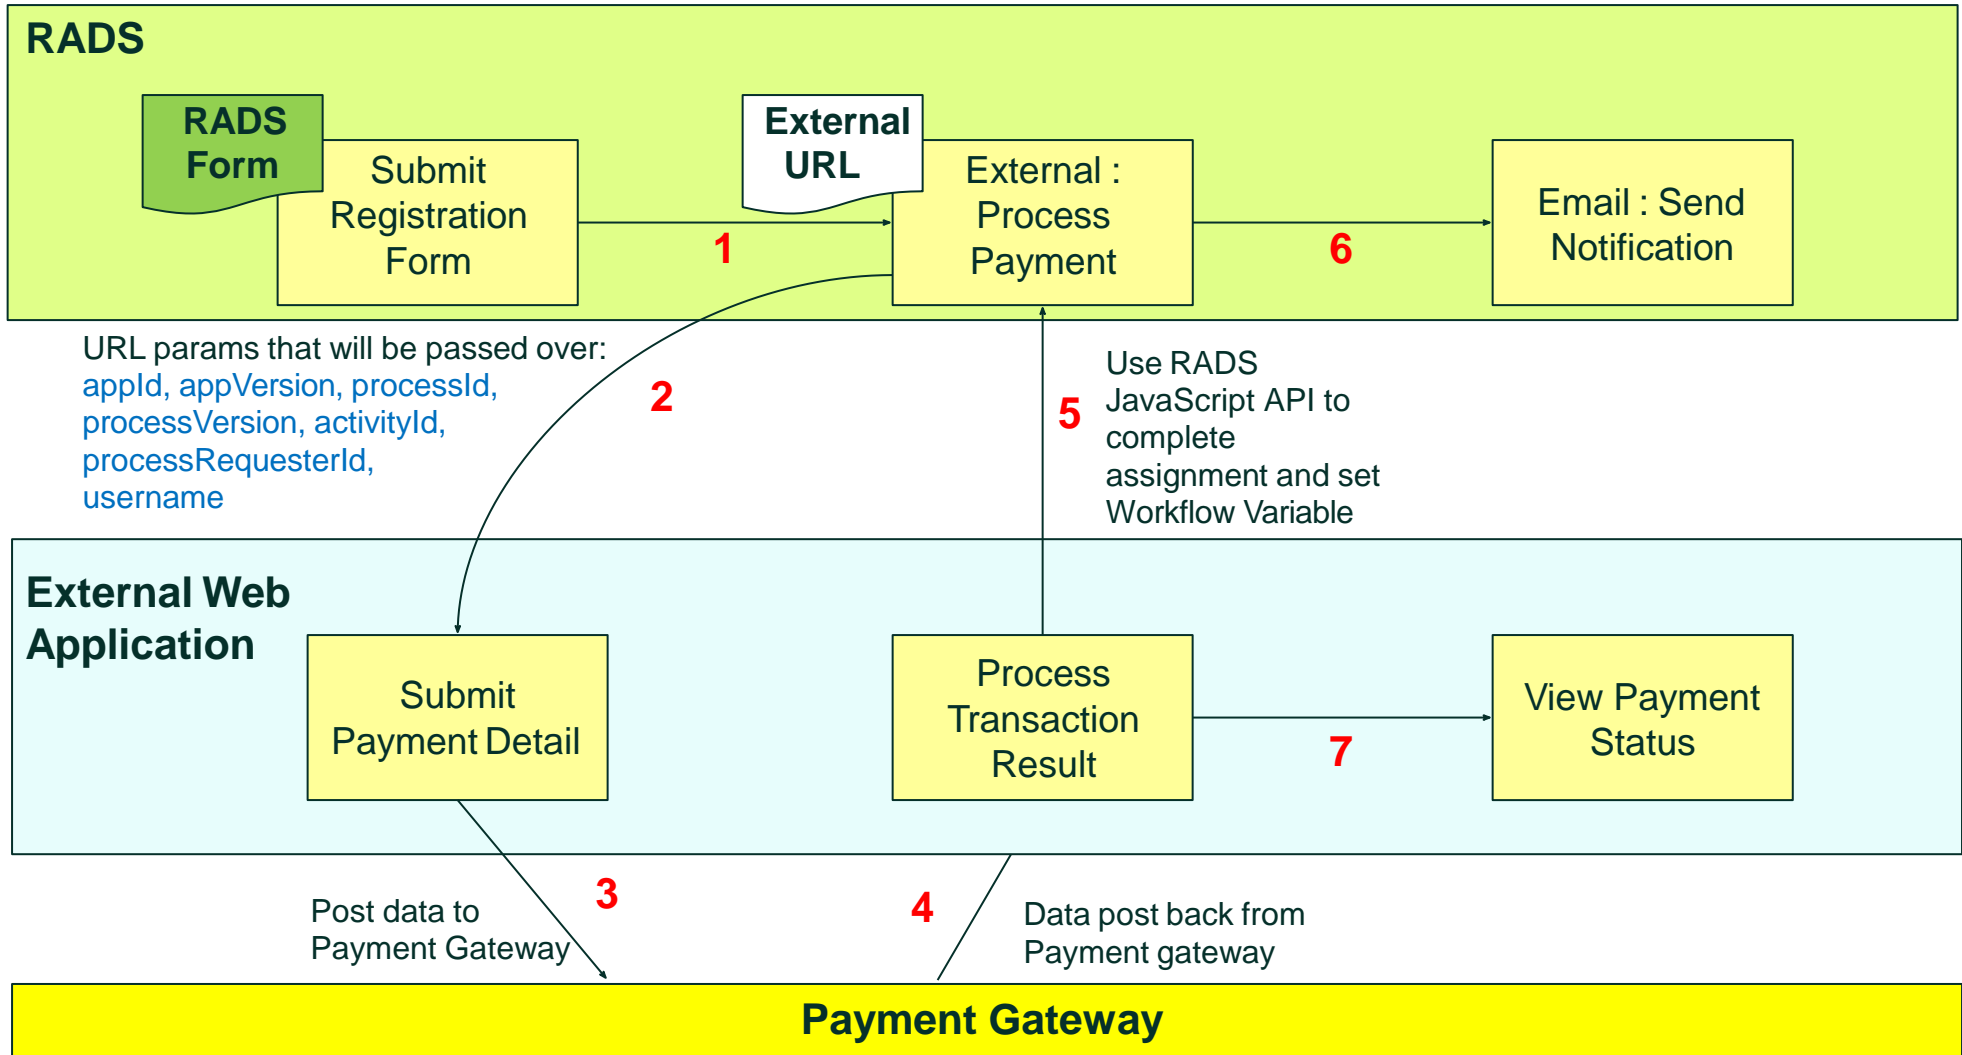 RADS
RADS
Form
Submit
Registration
Form
1
External
URL
External :
Process
Payment
6
Email : Send
Notification
URL params that will be passed over:
appId, appVersion, processId,
processVersion, activityId,
processRequesterId,
username
2
5
Use RADS
JavaScript API to
complete
assignment and set
Workflow Variable
External Web
Application
Submit
Payment Detail
Process
Transaction
Result
7
View Payment
Status
Post data to
Payment Gateway
3
4
Data post back from
Payment gateway
Payment Gateway